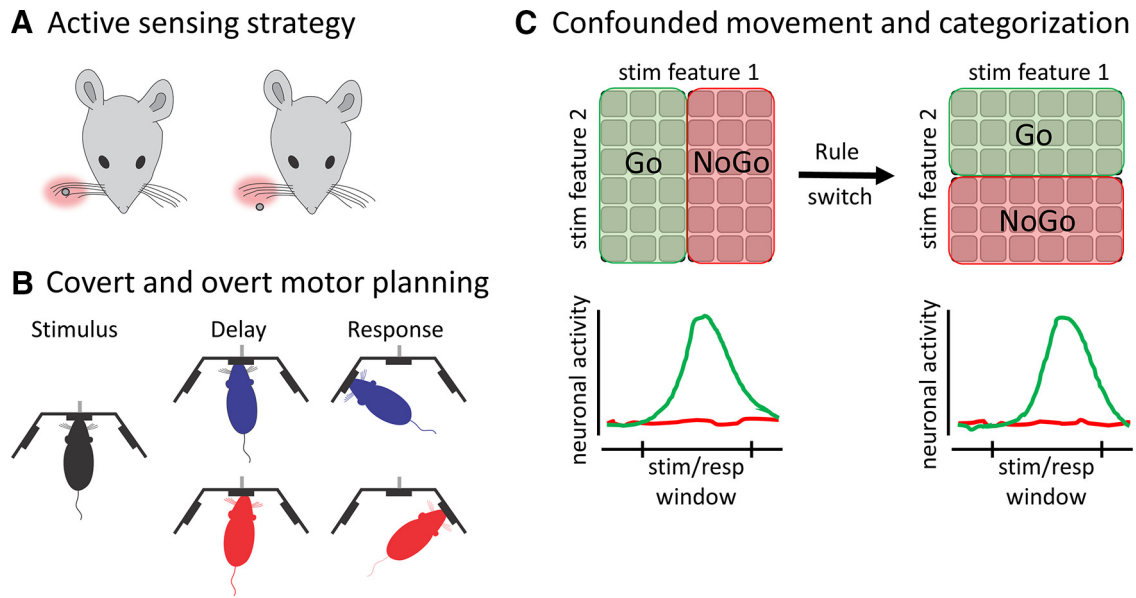 A Active sensing strategy
B Covert and overt motor planning
Stimulus
Delay
Response
C Confounded movement and categorization
stim feature 1
stim feature 2
Go
NoGo
Rule
switch
stim feature 1
stim feature 2
Go
NoGo
neuronal activity
stim/resp
window
neuronal activity
stim/resp
window